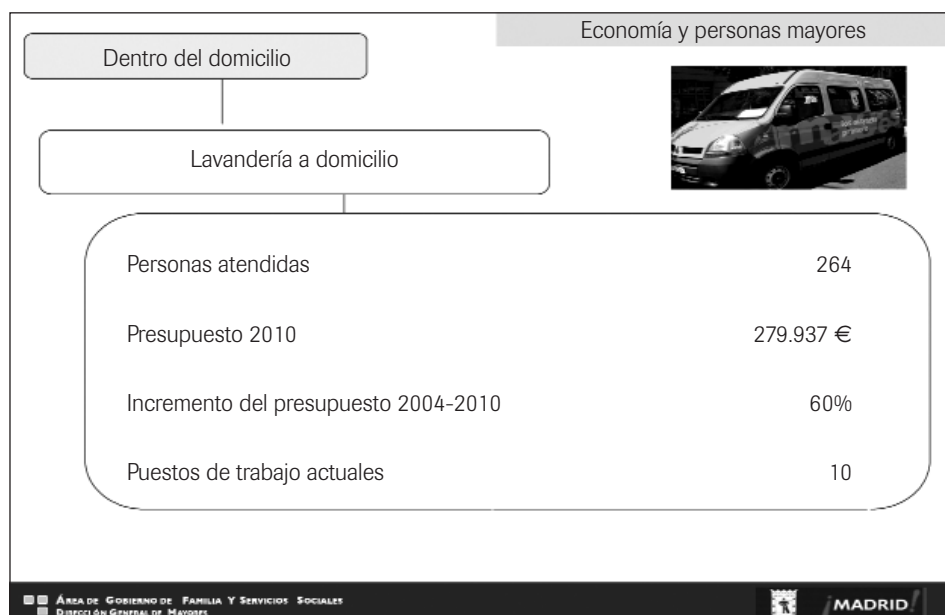 Economía y personas mayores
Dentro del domicilio
Lavandería a domicilio
Personas atendidas 264
Presupuesto 2010 279.937 €
Incremento del presupuesto 2004-2010 60%
Puestos de trabajo actuales 10
ÁREA DE GOBIERNO DE FAMILIA Y SERVICIOS SOCIALES
DIRECCIÓN GENERAL DE MAYORES
¡MADRID!